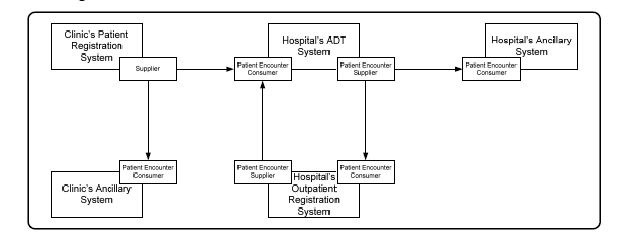 Clinic's Patient
Registration
System
Supplier
Hospital's ADT
System
Patient Encounter
Consumer
Patient Encounter
Supplier
Hospital's Ancillary
System
Patient Encounter
Consumer
Patient Encounter
Consumer
Clinic's Ancillary
System
Patient Encounter
Supplier
Hospital's
Outpatient
Registration
System
Patient Encounter
Consumer